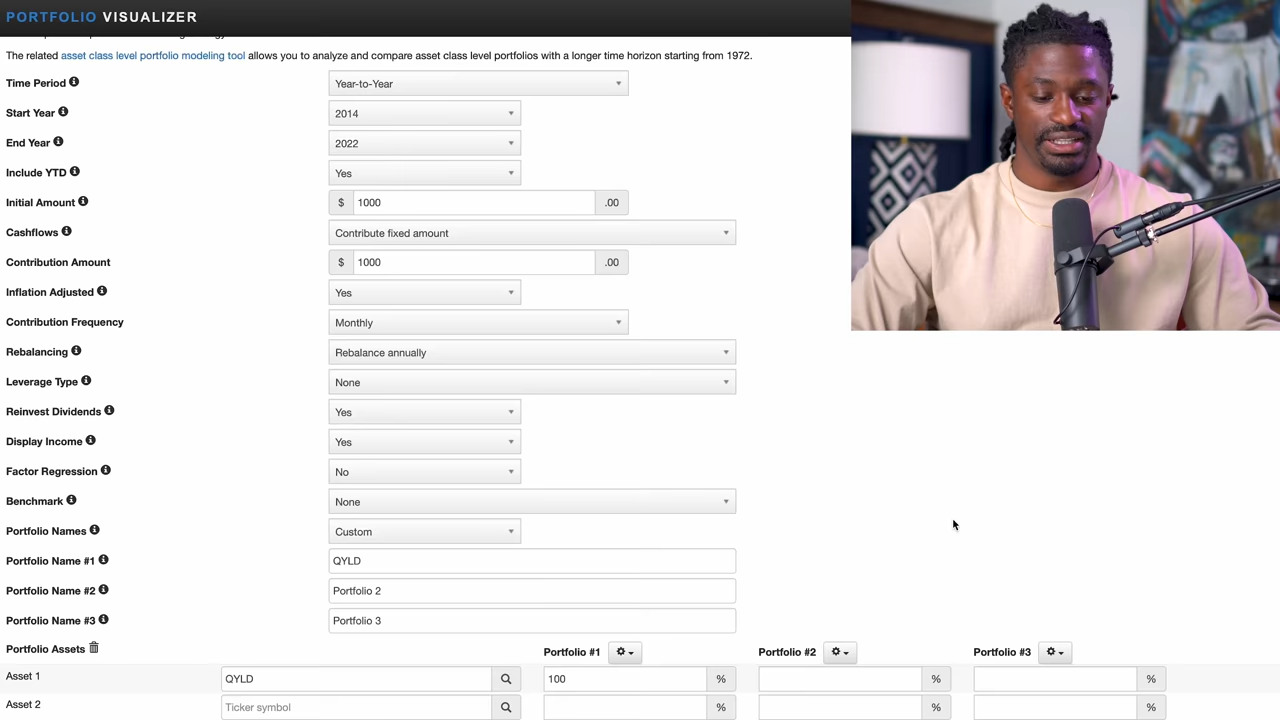 PORTFOLIO VISUALIZER
The related asset class level portfolio modeling tool allows you to analyze and compare asset class level portfolios with a longer time horizon starting from 1972.
Time Period Year-to-Year
Start Year 2014
End Year 2022
Include YTD Yes
Initial Amount $ 1000 .00
Cashflows Contribute fixed amount
Contribution Amount $ 1000 .00
Inflation Adjusted Yes
Contribution Frequency Monthly
Rebalancing Rebalance annually
Leverage Type None
Reinvest Dividends Yes
Display Income Yes
Factor Regression No
Benchmark None
Portfolio Names Custom
Portfolio Name #1 QYLD
Portfolio Name #2 Portfolio 2
Portfolio Name #3 Portfolio 3
Portfolio Assets Portfolio #1 Portfolio #2 Portfolio #3
Asset 1 QYLD 100 % % %
Asset 2 Ticker symbol % % %